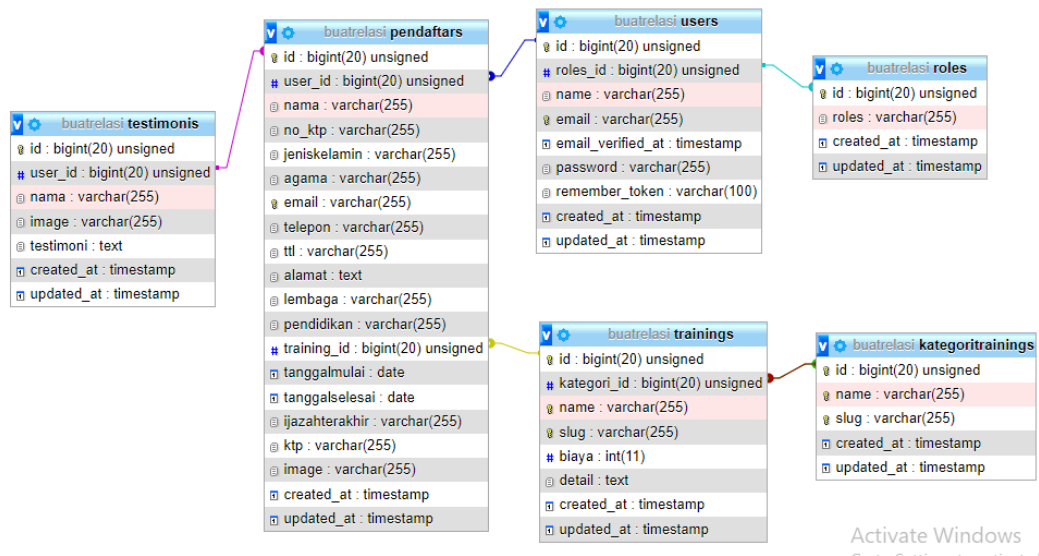 buatrelasi testimonis
id : bigint(20) unsigned
user_id : bigint(20) unsigned
nama : varchar(255)
image : varchar(255)
testimoni : text
created_at : timestamp
updated_at : timestamp
buatrelasi pendaftars
id : bigint(20) unsigned
user_id : bigint(20) unsigned
nama : varchar(255)
no_ktp : varchar(255)
jeniskelamin : varchar(255)
agama : varchar(255)
email : varchar(255)
telepon : varchar(255)
ttl : varchar(255)
alamat : text
lembaga : varchar(255)
pendidikan : varchar(255)
training_id : bigint(20) unsigned
tanggalmulai : date
tanggalselesai : date
ijazahterakhir : varchar(255)
ktp : varchar(255)
image : varchar(255)
created_at : timestamp
updated_at : timestamp
buatrelasi users
id : bigint(20) unsigned
roles_id : bigint(20) unsigned
name : varchar(255)
email : varchar(255)
email_verified_at : timestamp
password : varchar(255)
remember_token : varchar(100)
created_at : timestamp
updated_at : timestamp
buatrelasi roles
id : bigint(20) unsigned
roles : varchar(255)
created_at : timestamp
updated_at : timestamp
buatrelasi trainings
id : bigint(20) unsigned
kategori_id : bigint(20) unsigned
name : varchar(255)
slug : varchar(255)
biaya : int(11)
detail : text
created_at : timestamp
updated_at : timestamp
buatrelasi kategoritrainings
id : bigint(20) unsigned
name : varchar(255)
slug : varchar(255)
created_at : timestamp
updated_at : timestamp
Activate Windows